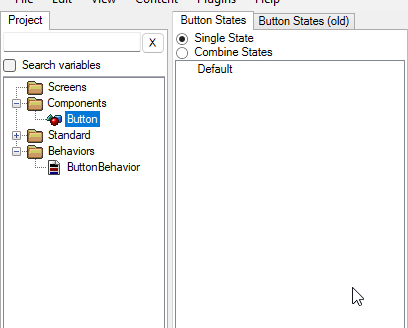 File Edit View Content Plugins Help
Project
X
Search variables
Screens
Components
Button
Standard
Behaviors
ButtonBehavior
Button States Button States (old)
Single State
Combine States
Default